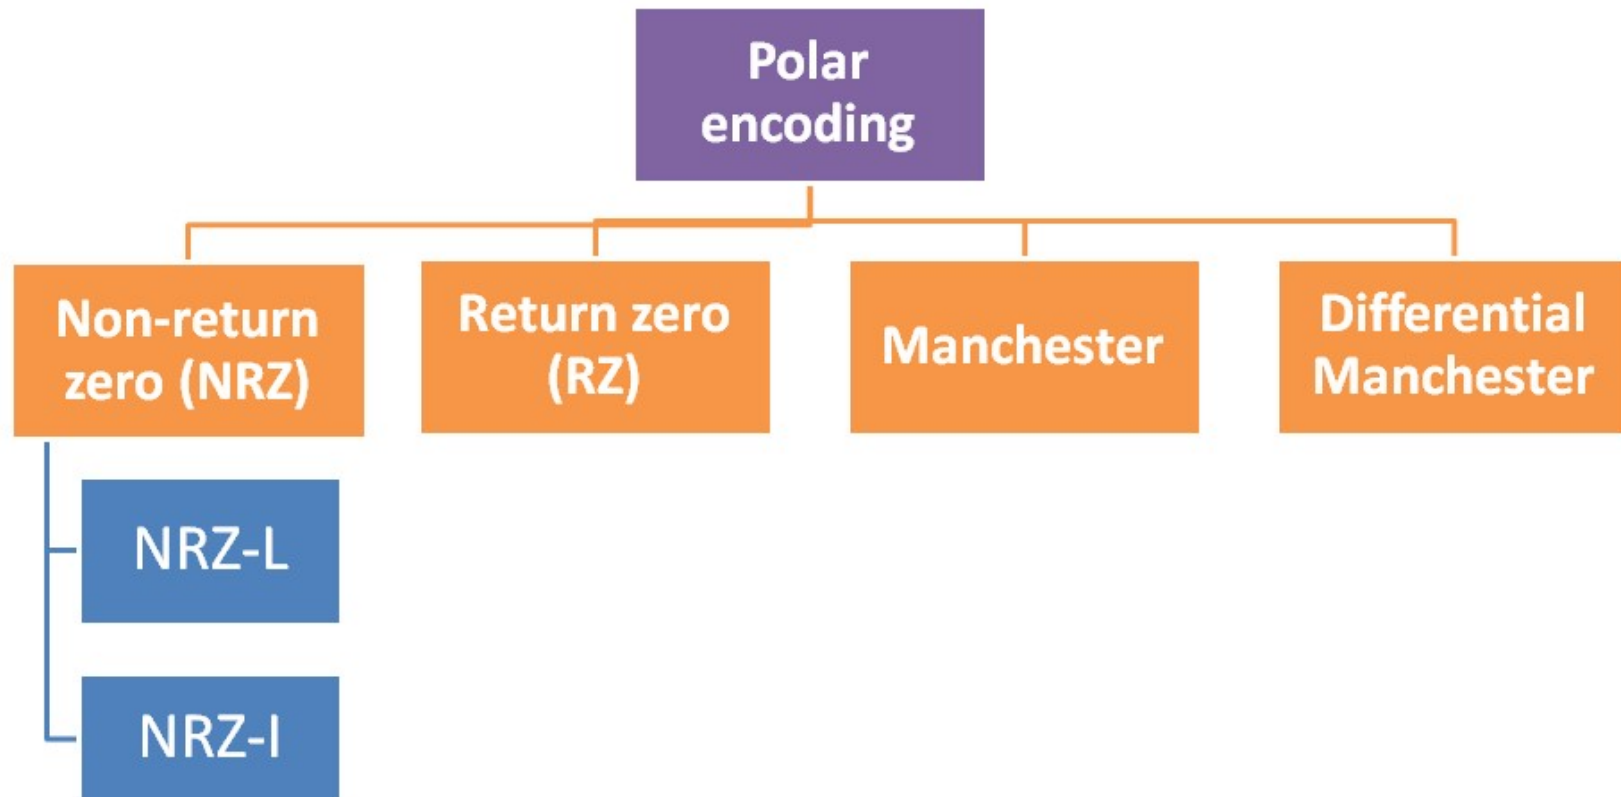 Polar
encoding
Non-return
zero (NRZ)
Return zero
(RZ)
Manchester
Differential
Manchester
NRZ-L
NRZ-I